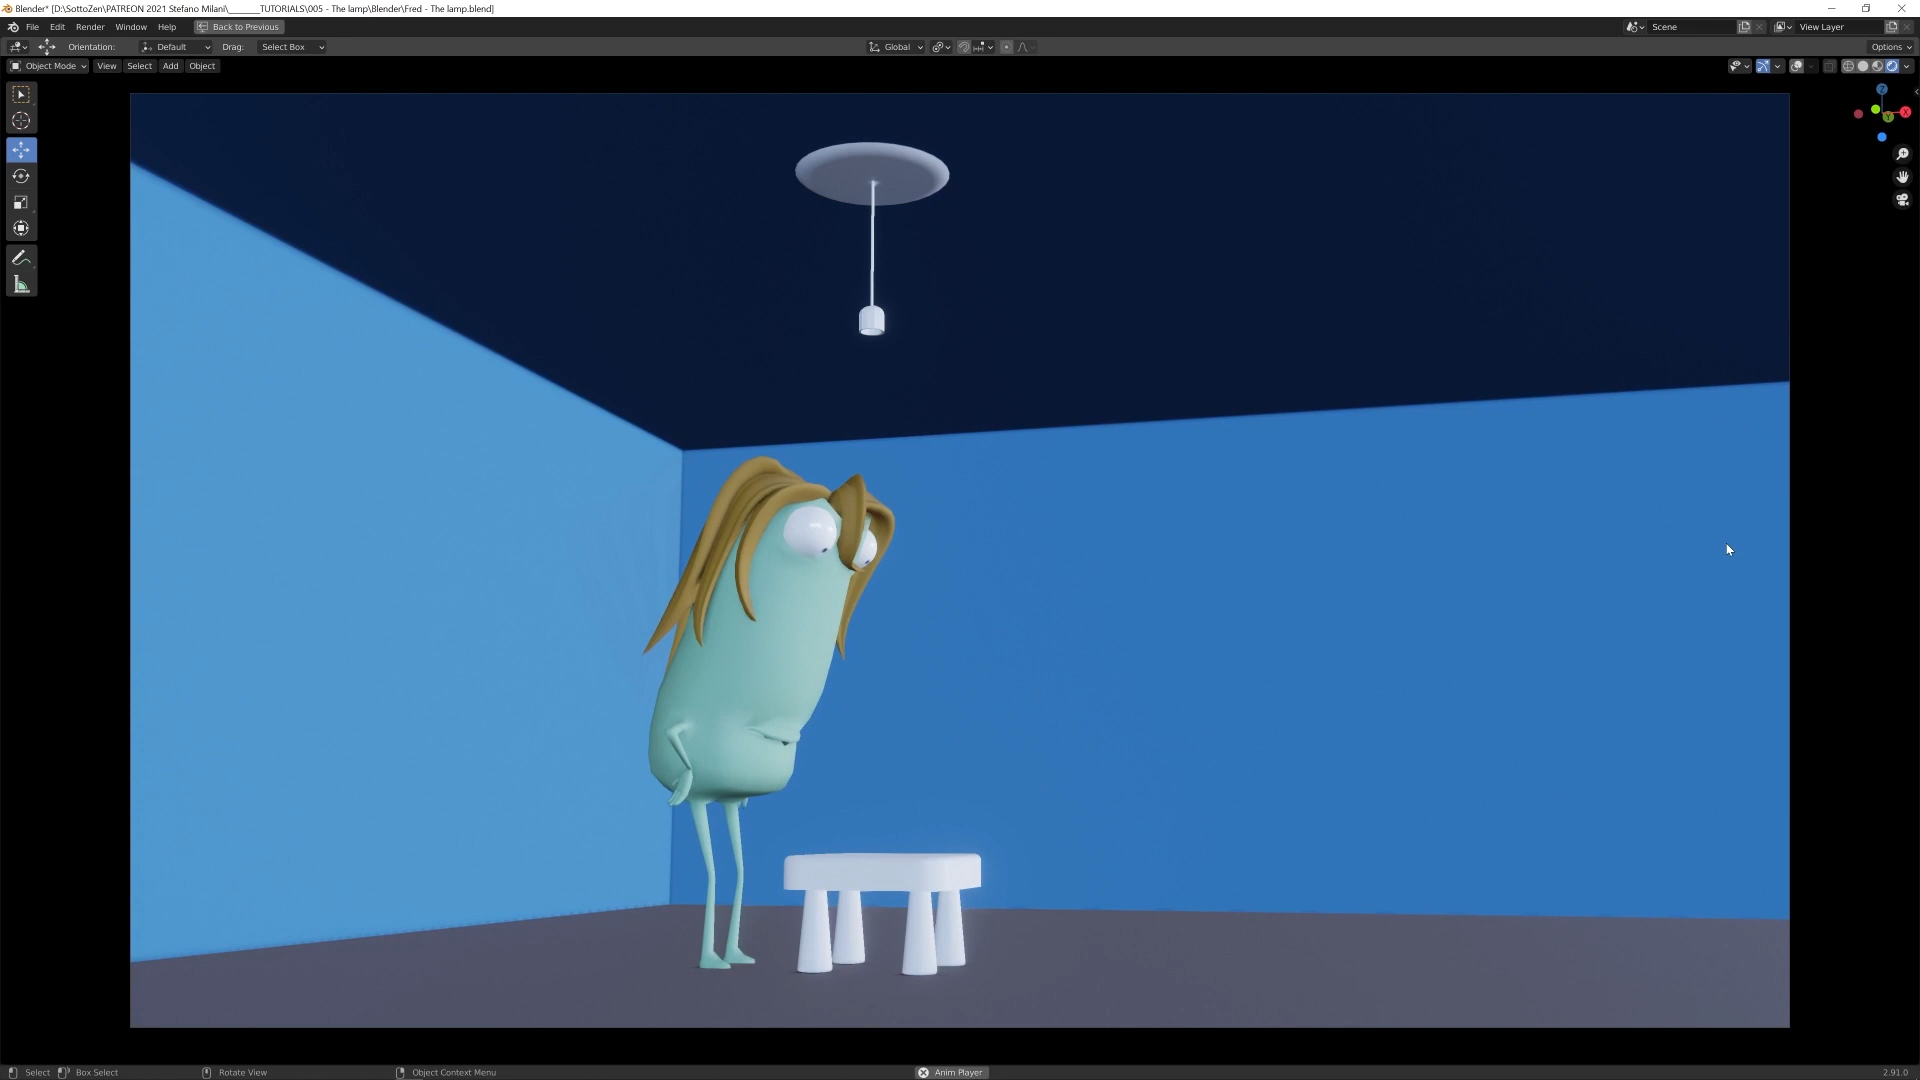 Blender* [D:\SottoZen\PATREON 2021 Stefano Milani\_______TUTORIALS\005 - The lamp\Blender\Fred - The lamp.blend]
File Edit Render Window Help Back to Previous Scene View Layer
Orientation: Default Drag: Select Box Global Options
Object Mode View Select Add Object
Z
X
Y
Select Box Select Rotate View Object Context Menu Anim Player 2.91.0